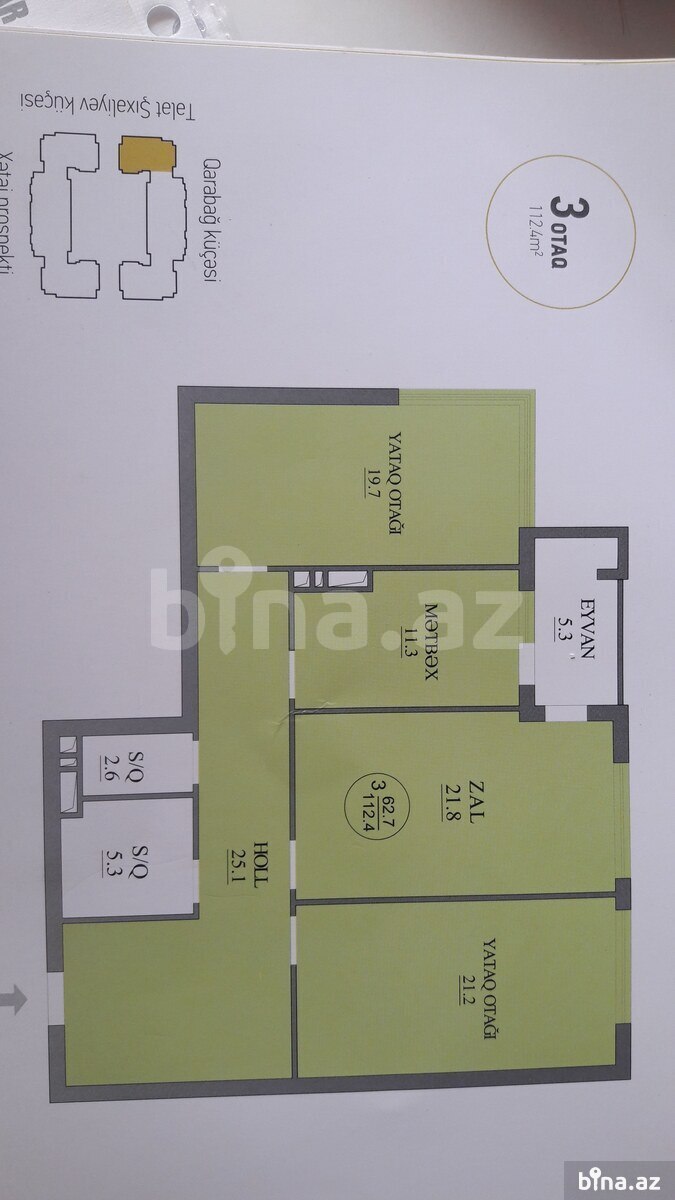 3 OTAQ
112.4m²
Qarabağ küçəsi
Tələt Şıxəliyev küçəsi
Xətai prospekti
YATAQ OTAĞI
19.7
EYVAN
5.3
MƏTBƏX
11.3
ZAL
21.8
3 62.7
112.4
S/Q
2.6
S/Q
5.3
HOLL
25.1
YATAQ OTAĞI
21.2
bina.az
bina.az